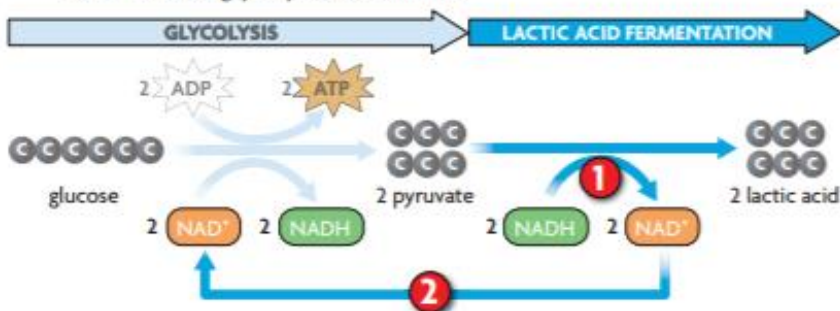 GLYCOLYSIS LACTIC ACID FERMENTATION
2 ADP 2 ATP
C C C C C C
C C C
C C C
C C C
C C C
glucose
2 pyruvate
2 lactic acid
1
2 NAD⁺ 2 NADH 2 NADH 2 NAD⁺
2